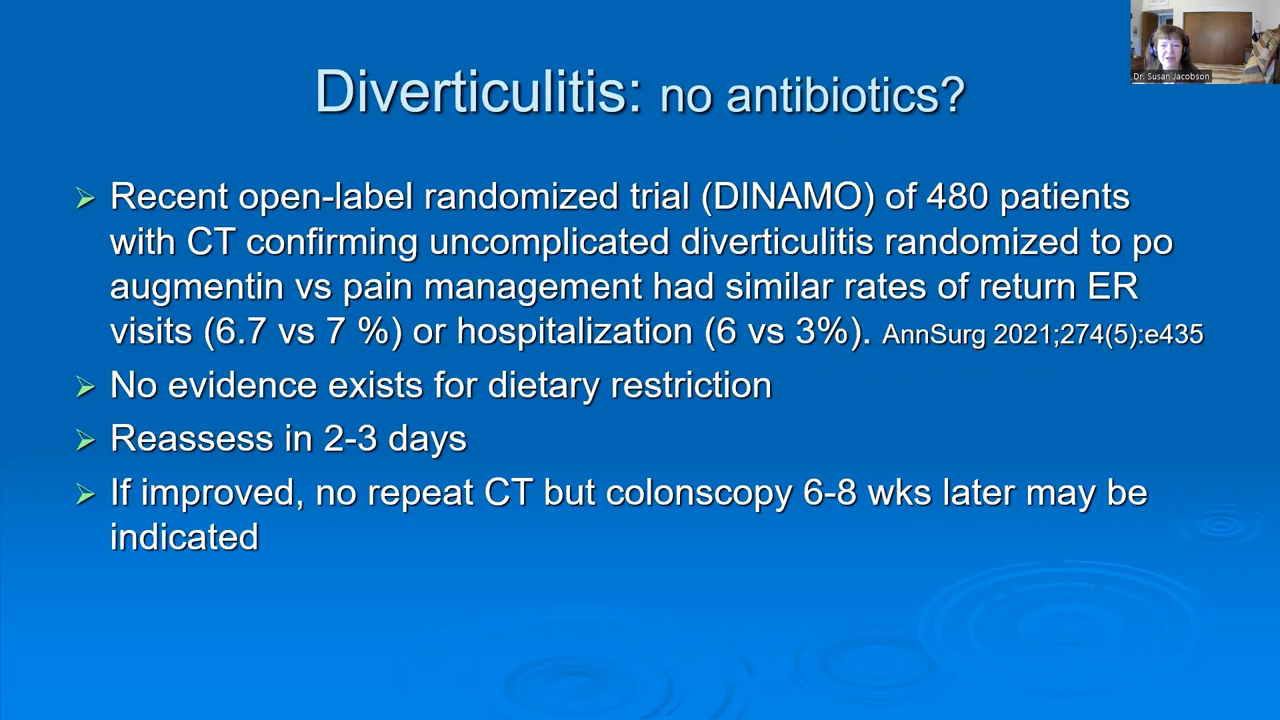 Dr. Susan Jacobson
Diverticulitis: no antibiotics?
Recent open-label randomized trial (DINAMO) of 480 patients
with CT confirming uncomplicated diverticulitis randomized to po
augmentin vs pain management had similar rates of return ER
visits (6.7 vs 7 %) or hospitalization (6 vs 3%). AnnSurg 2021;274(5):e435
No evidence exists for dietary restriction
Reassess in 2-3 days
If improved, no repeat CT but colonscopy 6-8 wks later may be
indicated